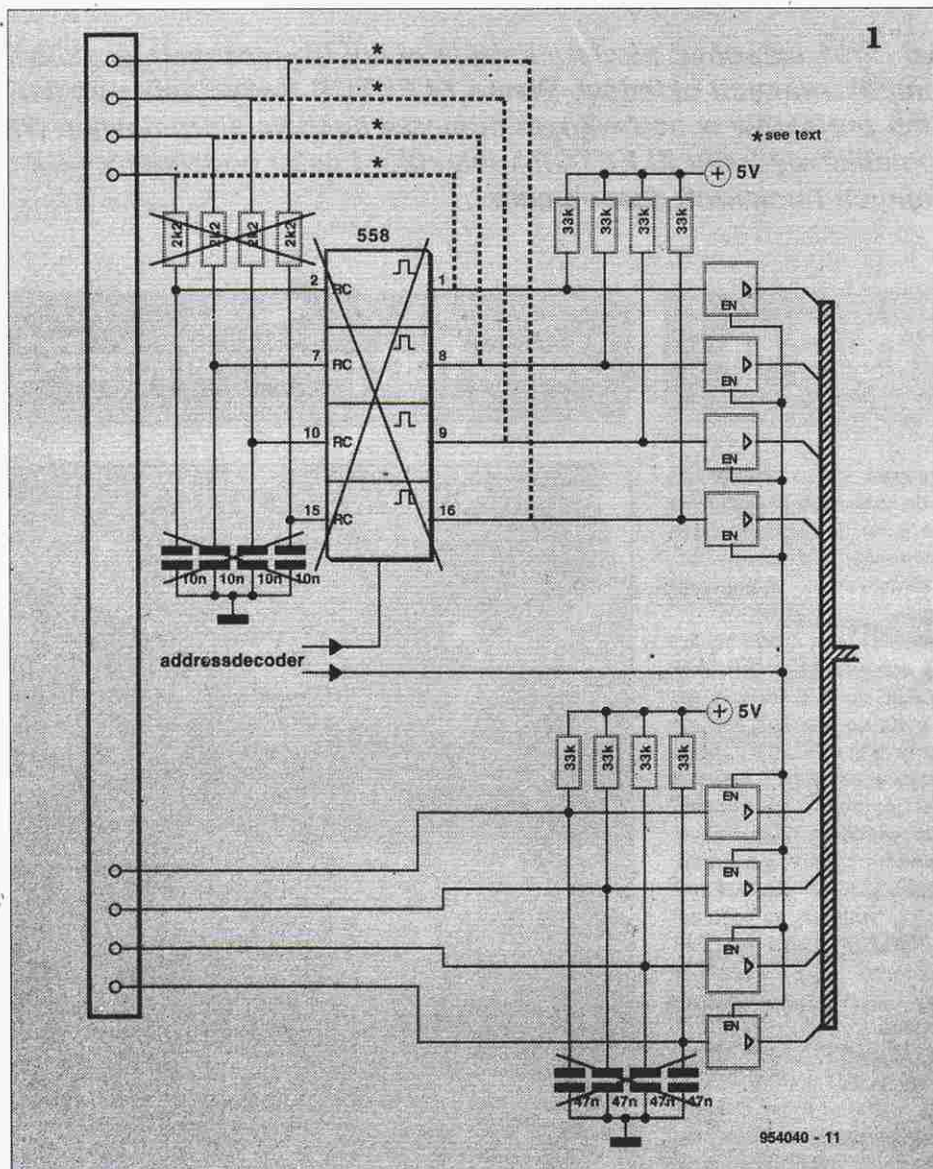 1
* see text
+ 5V
2k2 2k2 2k2 2k2
33k 33k 33k 33k
558
2 RC 1
7 RC 8
10 RC 9
15 RC 16
EN
EN
EN
EN
10n 10n 10n 10n
addressdecoder
+ 5V
33k 33k 33k 33k
EN
EN
EN
EN
47n 47n 47n 47n
954040 - 11